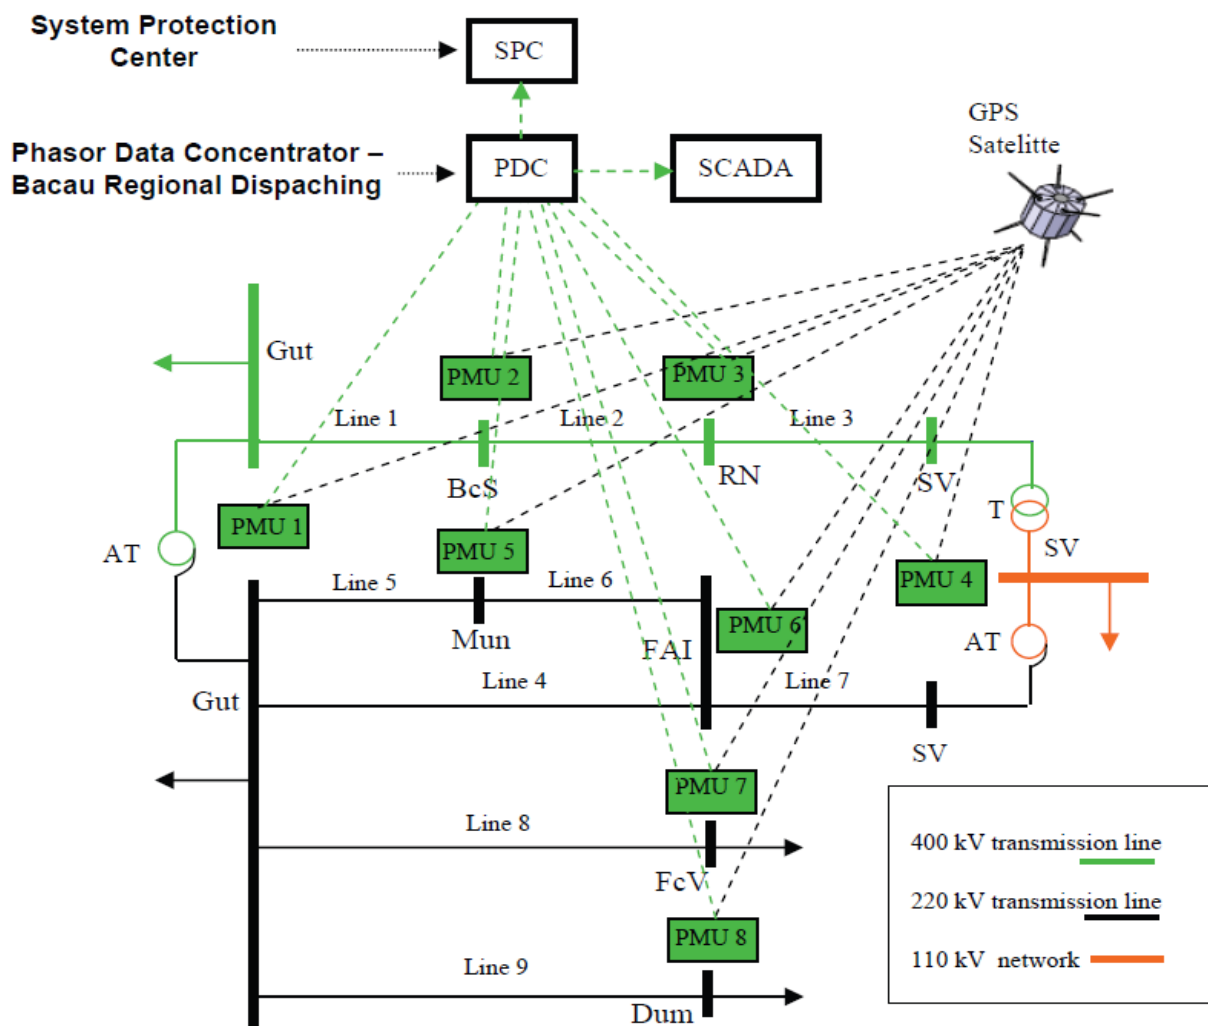 System Protection
Center
SPC
GPS
Satelitte
Phasor Data Concentrator –
Bacau Regional Dispaching
PDC
SCADA
Gut
PMU 2
PMU 3
Line 1
Line 2
Line 3
BcS
RN
SV
PMU 1
T
AT
PMU 5
SV
PMU 4
Line 5
Line 6
Mun
PMU 6
FAI
AT
Gut
Line 4
Line 7
SV
PMU 7
Line 8
FcV
400 kV transmission line
220 kV transmission line
110 kV network
PMU 8
Line 9
Dum